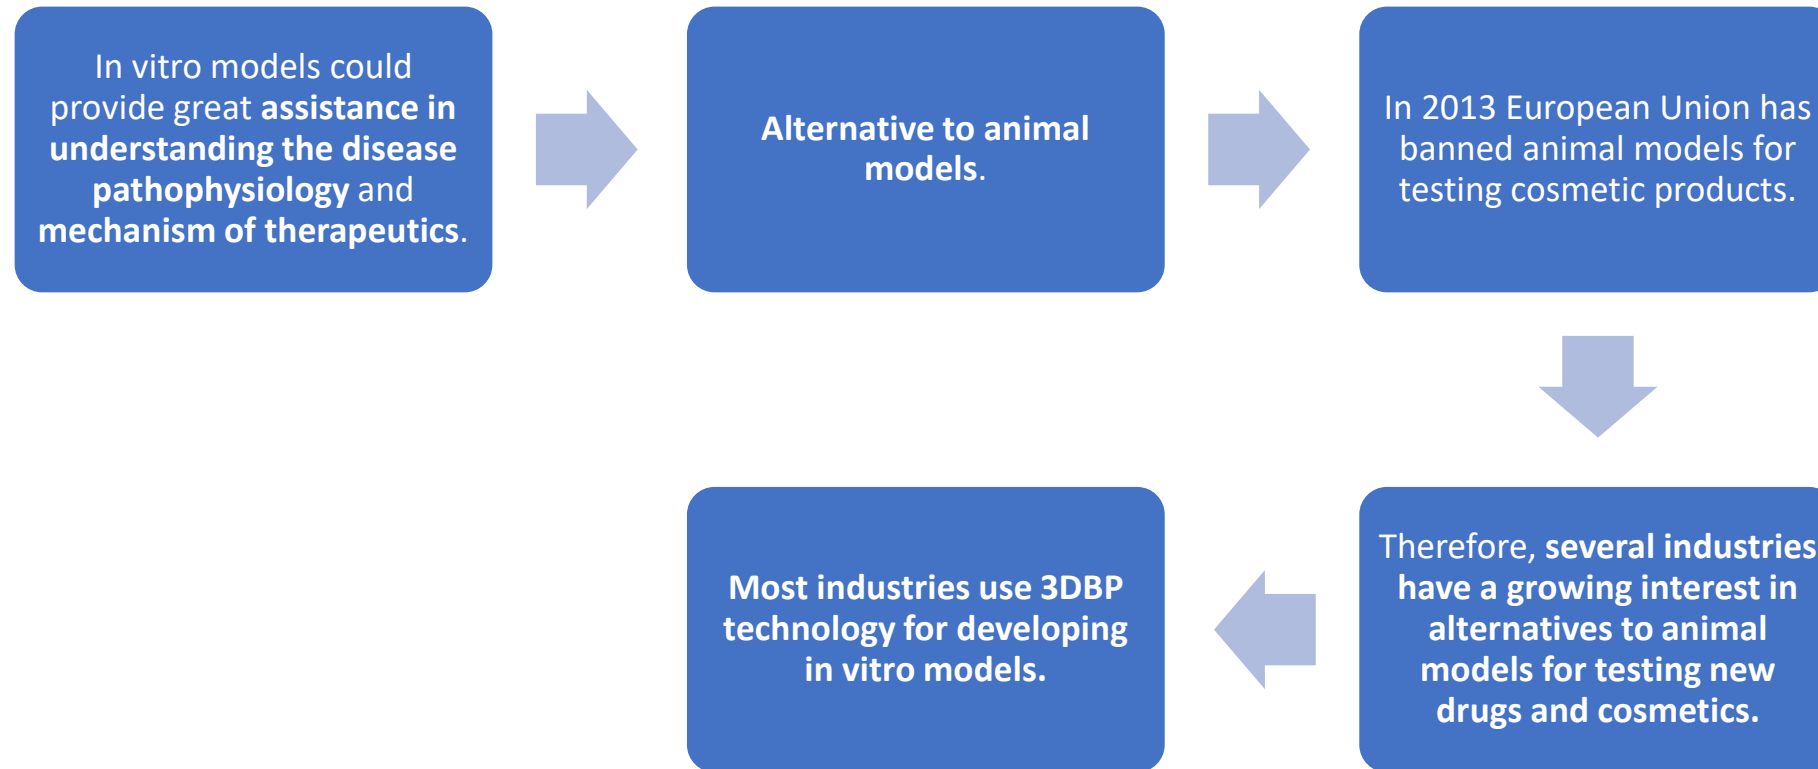 In vitro models could
provide great assistance in
understanding the disease
pathophysiology and
mechanism of therapeutics.
Alternative to animal
models.
In 2013 European Union has
banned animal models for
testing cosmetic products.
Therefore, several industries
have a growing interest in
alternatives to animal
models for testing new
drugs and cosmetics.
Most industries use 3DBP
technology for developing
in vitro models.